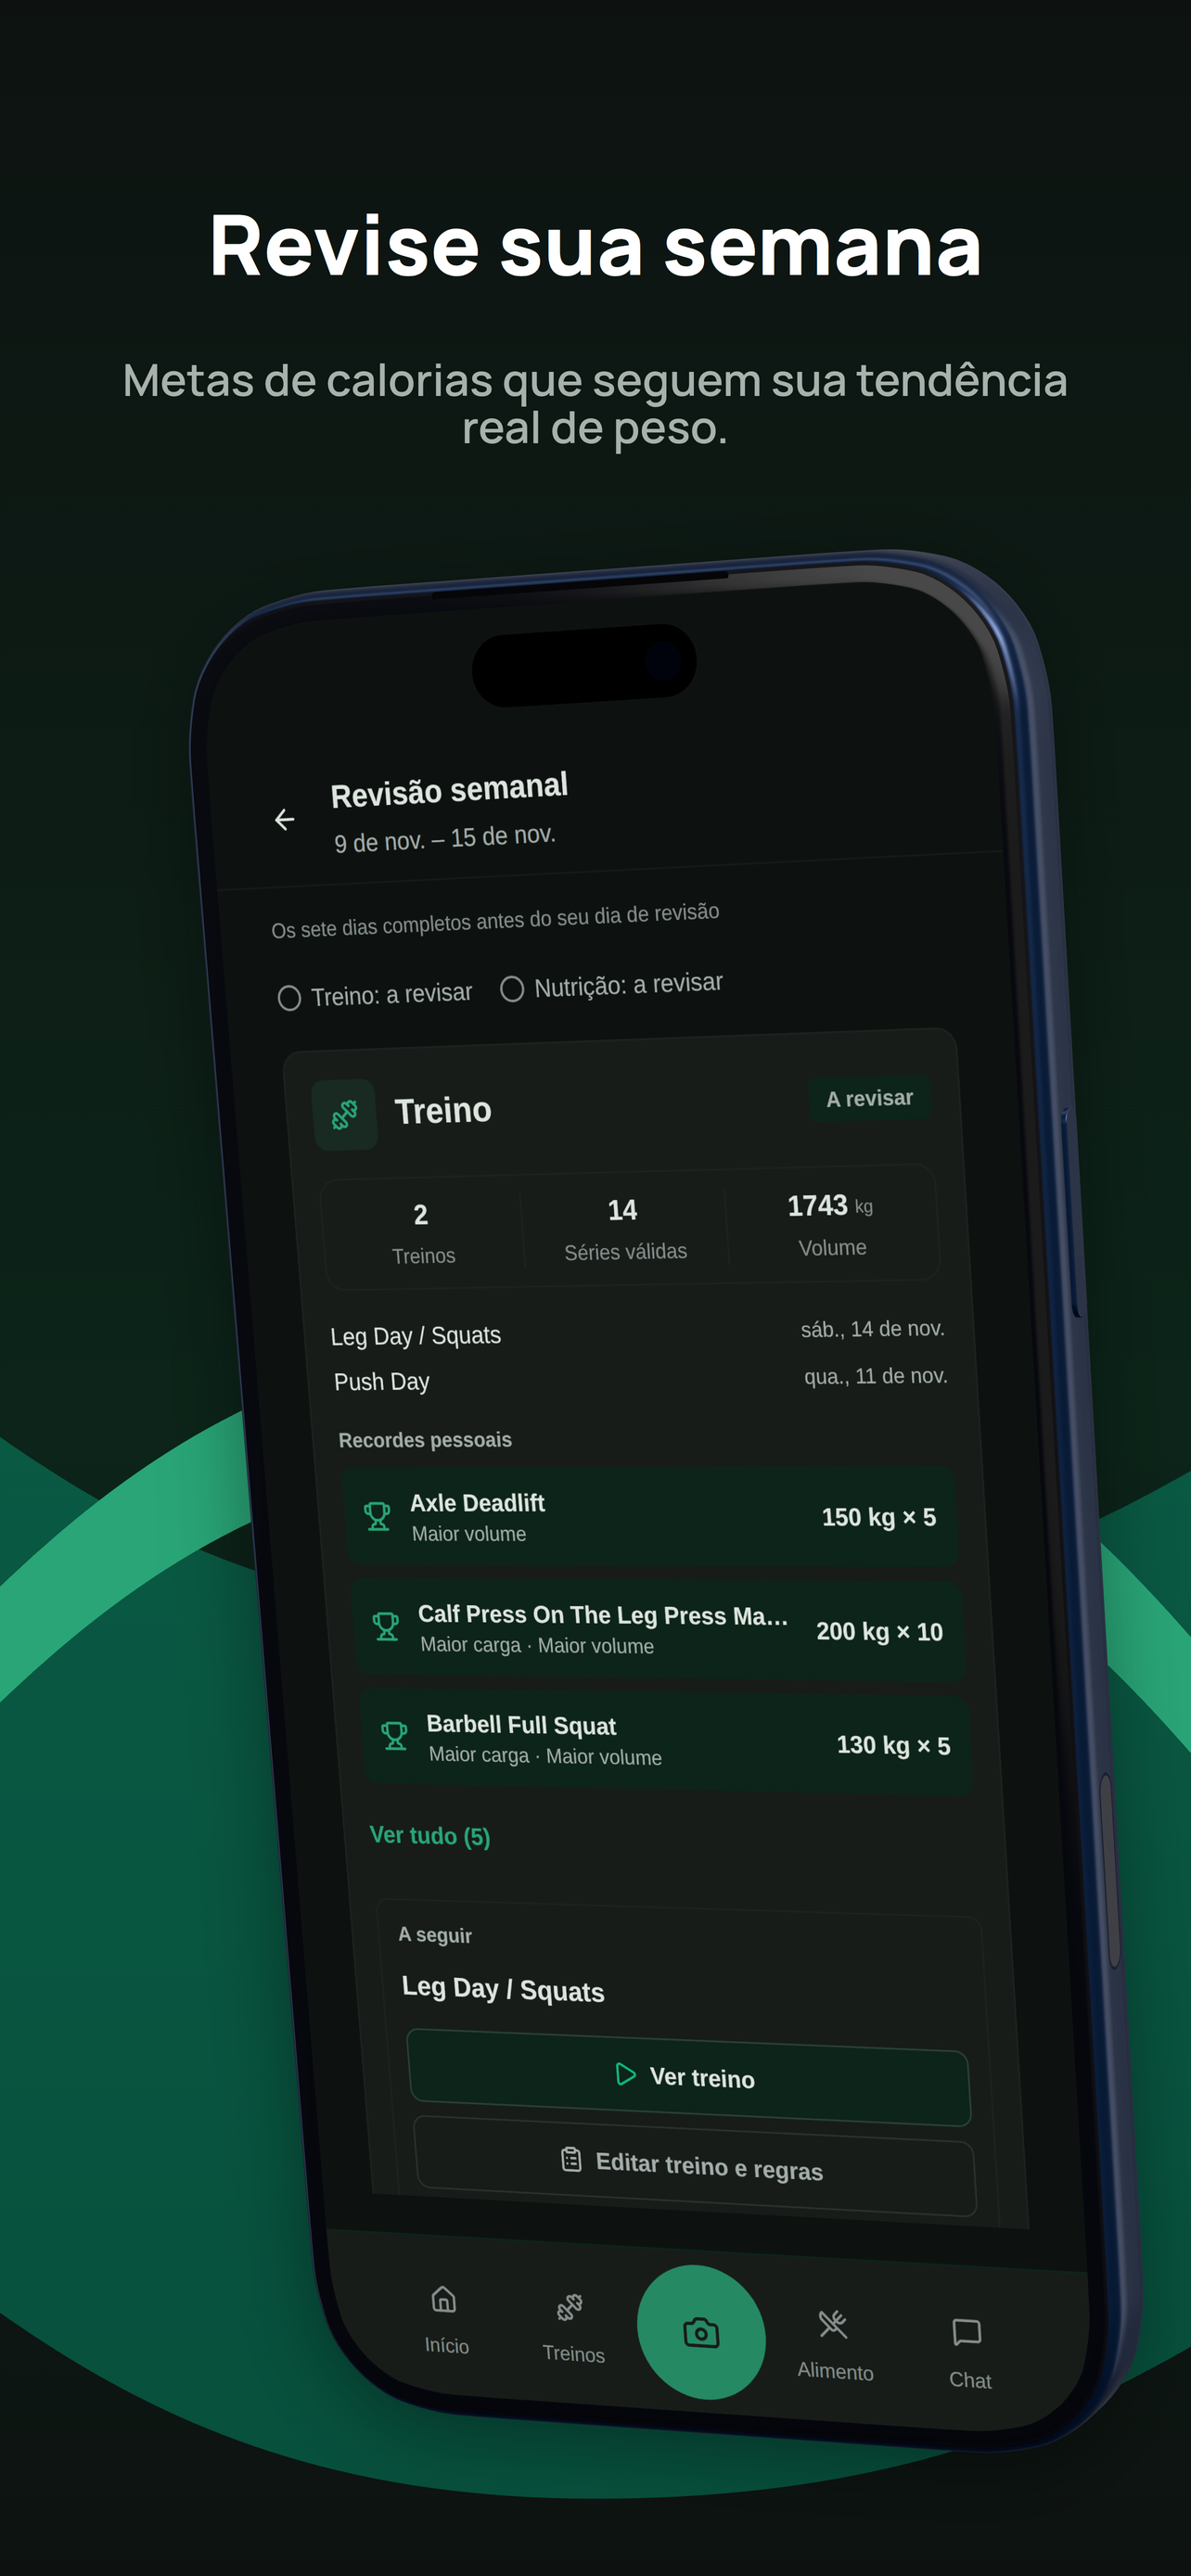 Revise sua semana
Metas de calorias que seguem sua tendência
real de peso.
Revisão semanal
9 de nov. – 15 de nov.
Os sete dias completos antes do seu dia de revisão
Treino: a revisar
Nutrição: a revisar
Treino
A revisar
2
14
1743 kg
Treinos
Séries válidas
Volume
Leg Day / Squats
sáb., 14 de nov.
Push Day
qua., 11 de nov.
Recordes pessoais
Axle Deadlift
Maior volume
150 kg × 5
Calf Press On The Leg Press Ma...
Maior carga · Maior volume
200 kg × 10
Barbell Full Squat
Maior carga · Maior volume
130 kg × 5
Ver tudo (5)
A seguir
Leg Day / Squats
Ver treino
Editar treino e regras
Início
Treinos
Alimento
Chat